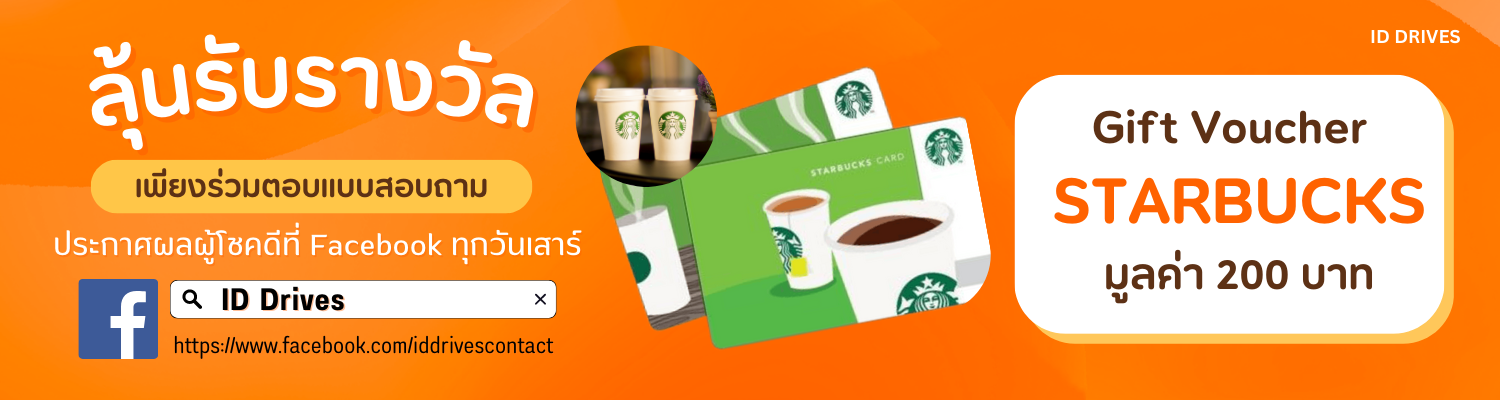 ลุ้นรับรางวัล
เพียงร่วมตอบแบบสอบถาม
ประกาศผลผู้โชคดีที่ Facebook ทุกวันเสาร์
f
ID Drives ×
https://www.facebook.com/iddrivescontact
STARBUCKS CARD
ID DRIVES
Gift Voucher
STARBUCKS
มูลค่า 200 บาท